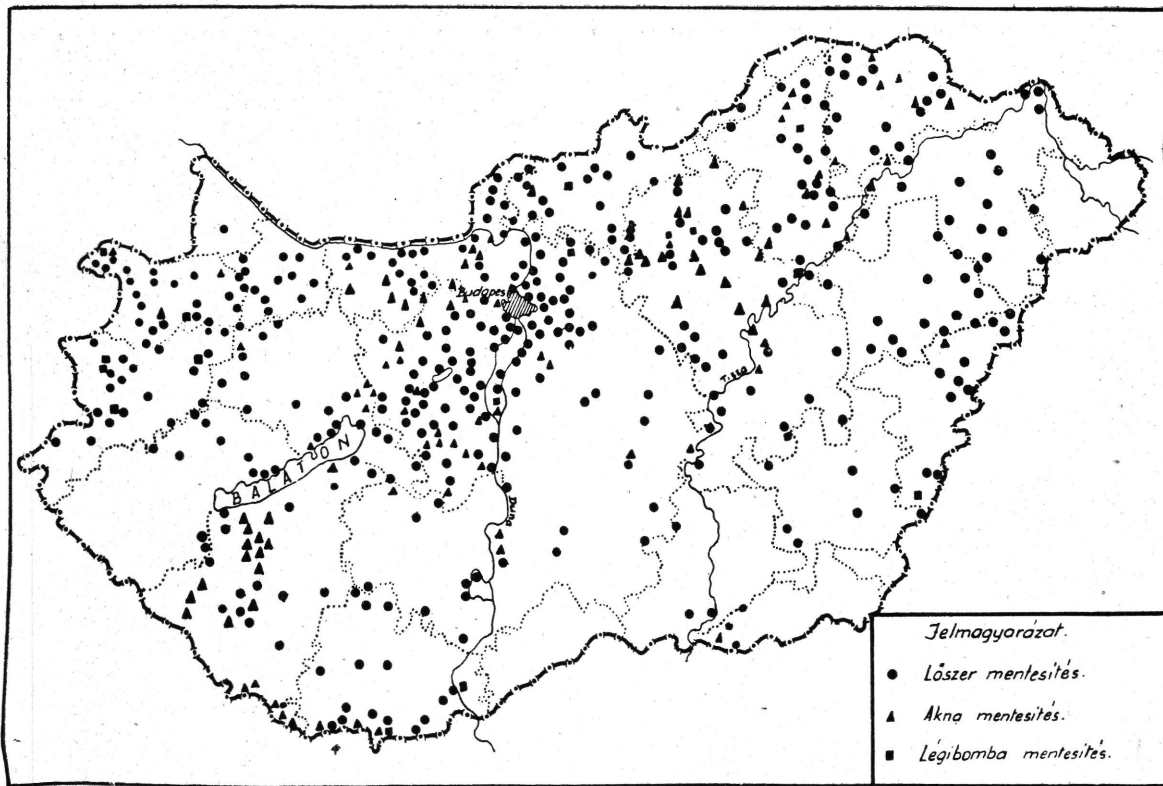 Budapest
BALATON
Duna
Tisza
Jelmagyarázat.
Lőszer mentesítés.
Akna mentesítés.
Légibomba mentesítés.